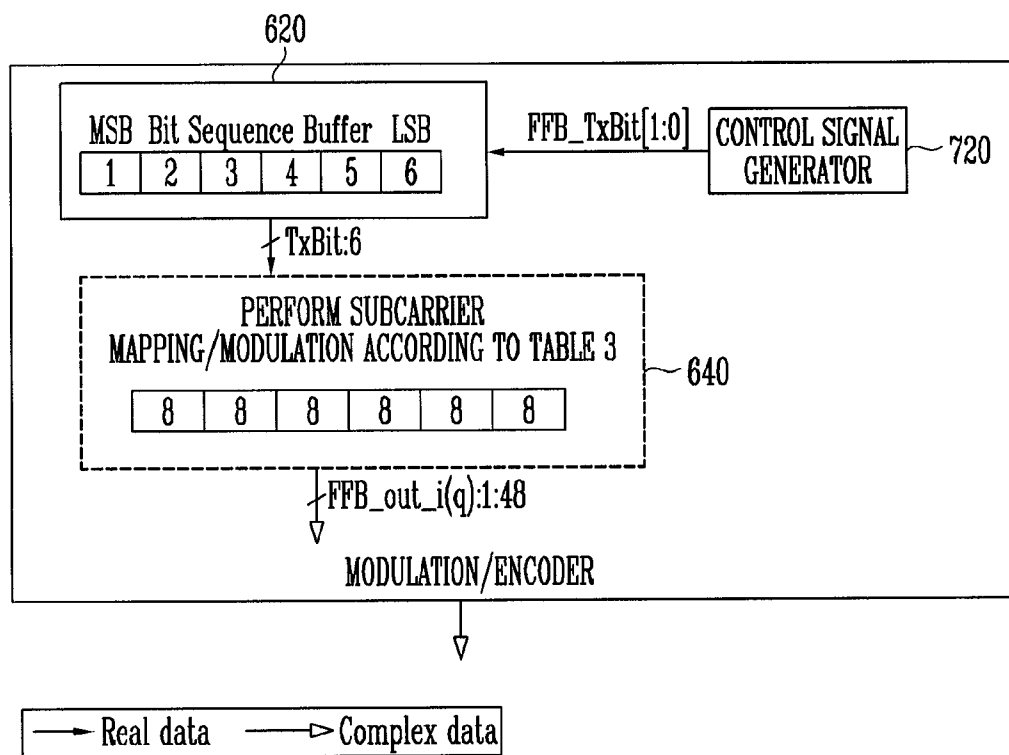 620
MSB Bit Sequence Buffer LSB
1 2 3 4 5 6
FFB_TxBit[1:0]
CONTROL SIGNAL
GENERATOR
720
TxBit:6
PERFORM SUBCARRIER
MAPPING/MODULATION ACCORDING TO TABLE 3
8 8 8 8 8 8
640
FFB_out_i(q):1:48
MODULATION/ENCODER
Real data
Complex data